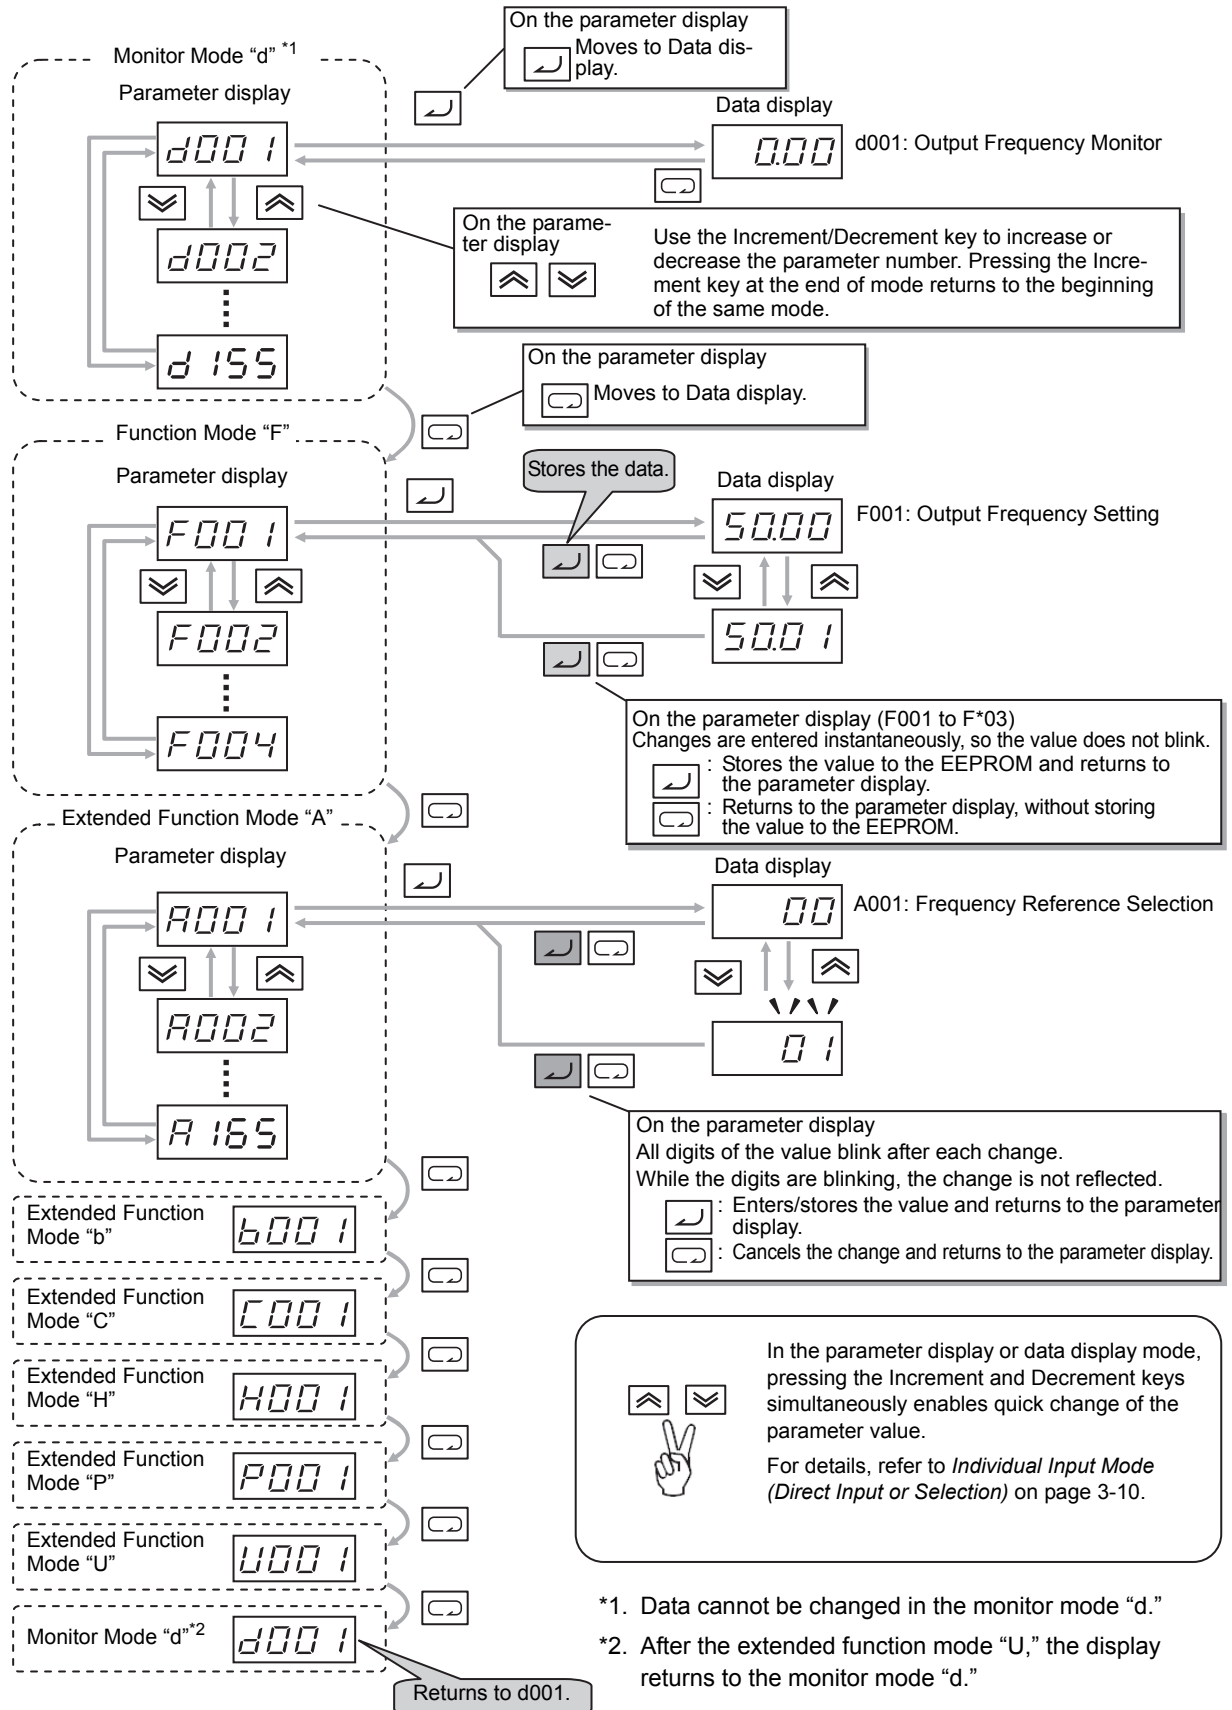 On the parameter display
Moves to Data dis-
play.
Monitor Mode “d” *1
Parameter display
Data display
d001
0.00
d001: Output Frequency Monitor
On the parame-
ter display
Use the Increment/Decrement key to increase or
decrease the parameter number. Pressing the Incre-
ment key at the end of mode returns to the beginning
of the same mode.
d002
d155
On the parameter display
Moves to Data display.
Function Mode “F”
Parameter display
Stores the data.
Data display
F001
50.00
F001: Output Frequency Setting
F002
50.01
F004
On the parameter display (F001 to F*03)
Changes are entered instantaneously, so the value does not blink.
: Stores the value to the EEPROM and returns to
the parameter display.
: Returns to the parameter display, without storing
the value to the EEPROM.
Extended Function Mode “A”
Parameter display
Data display
A001
00
A001: Frequency Reference Selection
A002
01
A165
On the parameter display
All digits of the value blink after each change.
While the digits are blinking, the change is not reflected.
: Enters/stores the value and returns to the parameter
display.
: Cancels the change and returns to the parameter display.
Extended Function
Mode “b”
b001
Extended Function
Mode “C”
C001
Extended Function
Mode “H”
H001
Extended Function
Mode “P”
P001
Extended Function
Mode “U”
U001
Monitor Mode “d”*2
d001
Returns to d001.
In the parameter display or data display mode,
pressing the Increment and Decrement keys
simultaneously enables quick change of the
parameter value.
For details, refer to Individual Input Mode
(Direct Input or Selection) on page 3-10.
*1. Data cannot be changed in the monitor mode “d.”
*2. After the extended function mode “U,” the display
returns to the monitor mode “d.”